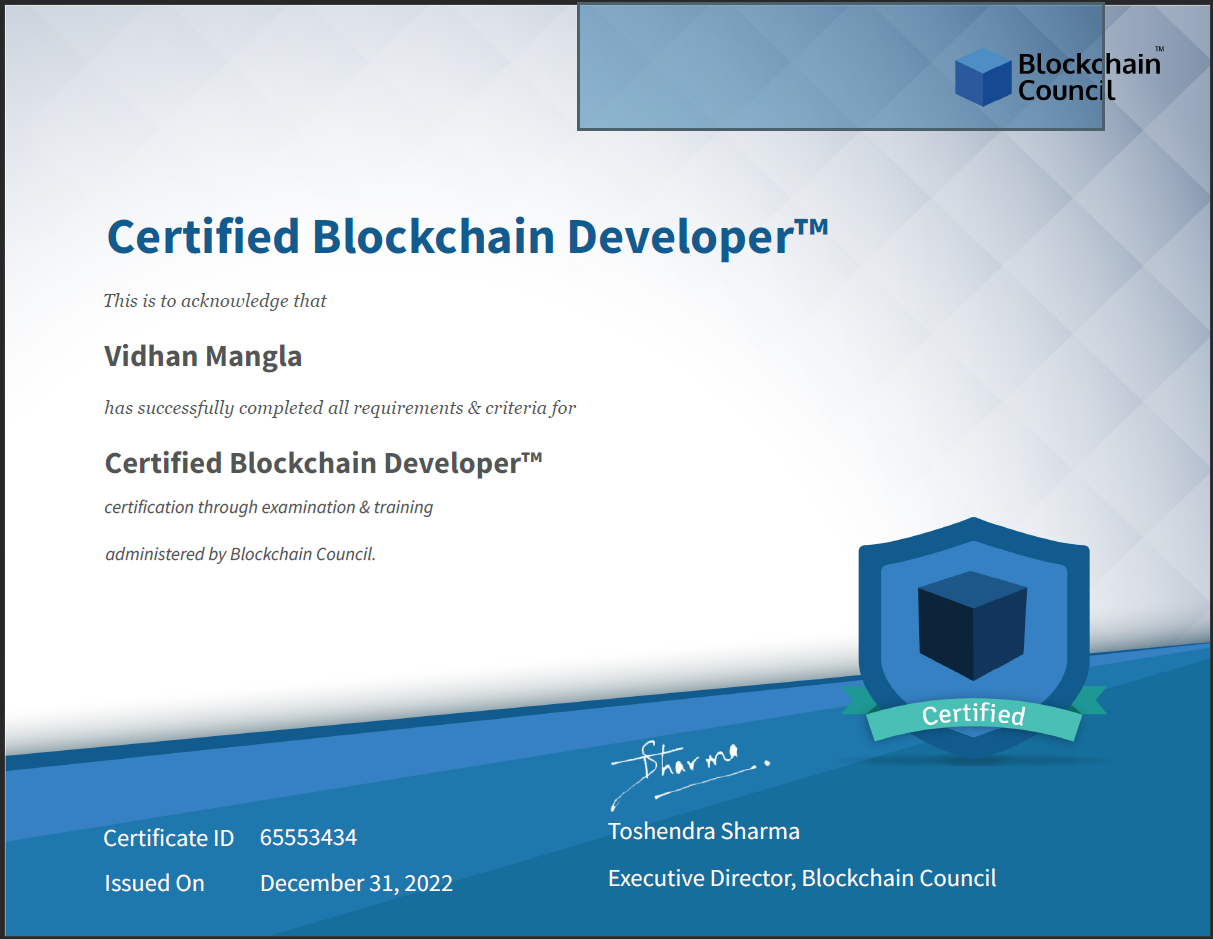 Blockchain™
Council
Certified Blockchain Developer™
This is to acknowledge that
Vidhan Mangla
has successfully completed all requirements & criteria for
Certified Blockchain Developer™
certification through examination & training
administered by Blockchain Council.
Certified
Sharma
Toshendra Sharma
Executive Director, Blockchain Council
Certificate ID 65553434
Issued On December 31, 2022